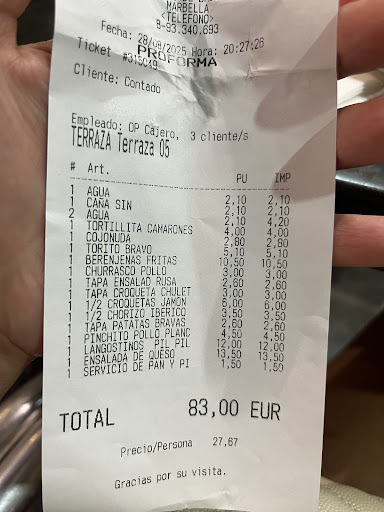 MARBELLA
<TELEFONO>
B-93.340.693
Fecha: 28/08/2025 Hora: 20:27:26
Ticket #315049
PROFORMA
Cliente: Contado
Empleado: OP Cajero, 3 cliente/s
TERRAZA Terraza 05
# Art. PU IMP
1 AGUA 2,10 2,10
1 CAÑA SIN 2,10 2,10
2 AGUA 2,10 4,20
1 TORTILLITA CAMARONES 4,00 4,00
1 COJONUDA 2,80 2,80
1 TORITO BRAVO 5,10 5,10
1 BERENJENAS FRITAS 10,50 10,50
1 CHURRASCO POLLO 3,00 3,00
1 TAPA ENSALAD RUSA 2,60 2,60
1 TAPA CROQUETA CHULET 3,00 3,00
1 1/2 CROQUETAS JAMON 6,00 6,00
1 1/2 CHORIZO IBERICO 3,50 3,50
1 TAPA PATATAS BRAVAS 2,60 2,60
1 PINCHITO POLLO PLANC 4,50 4,50
1 LANGOSTINOS PIL PIL 12,00 12,00
1 ENSALADA DE QUESO 13,50 13,50
1 SERVICIO DE PAN Y PI 1,50 1,50
TOTAL 83,00 EUR
Precio/Persona 27,67
Gracias por su visita.